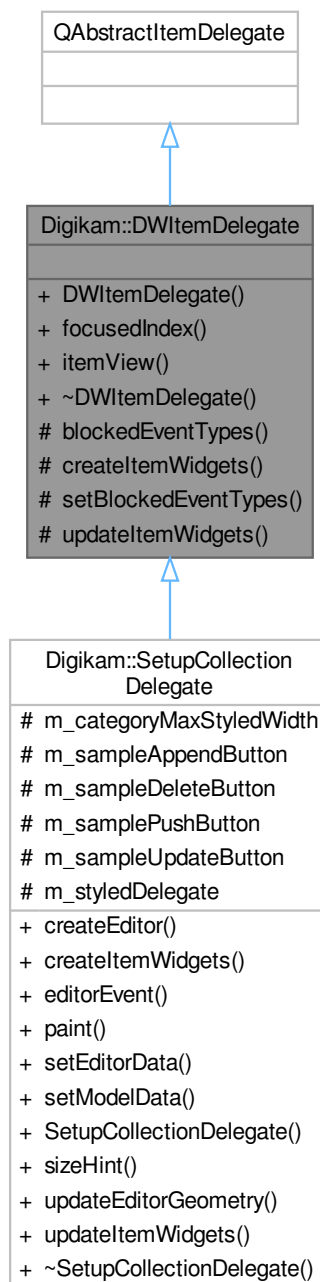 QAbstractItemDelegate
Digikam::DWItemDelegate
+ DWItemDelegate()
+ focusedIndex()
+ itemView()
+ ~DWItemDelegate()
# blockedEventTypes()
# createItemWidgets()
# setBlockedEventTypes()
# updateItemWidgets()
Digikam::SetupCollection
Delegate
# m_categoryMaxStyledWidth
# m_sampleAppendButton
# m_sampleDeleteButton
# m_samplePushButton
# m_sampleUpdateButton
# m_styledDelegate
+ createEditor()
+ createItemWidgets()
+ editorEvent()
+ paint()
+ setEditorData()
+ setModelData()
+ SetupCollectionDelegate()
+ sizeHint()
+ updateEditorGeometry()
+ updateItemWidgets()
+ ~SetupCollectionDelegate()